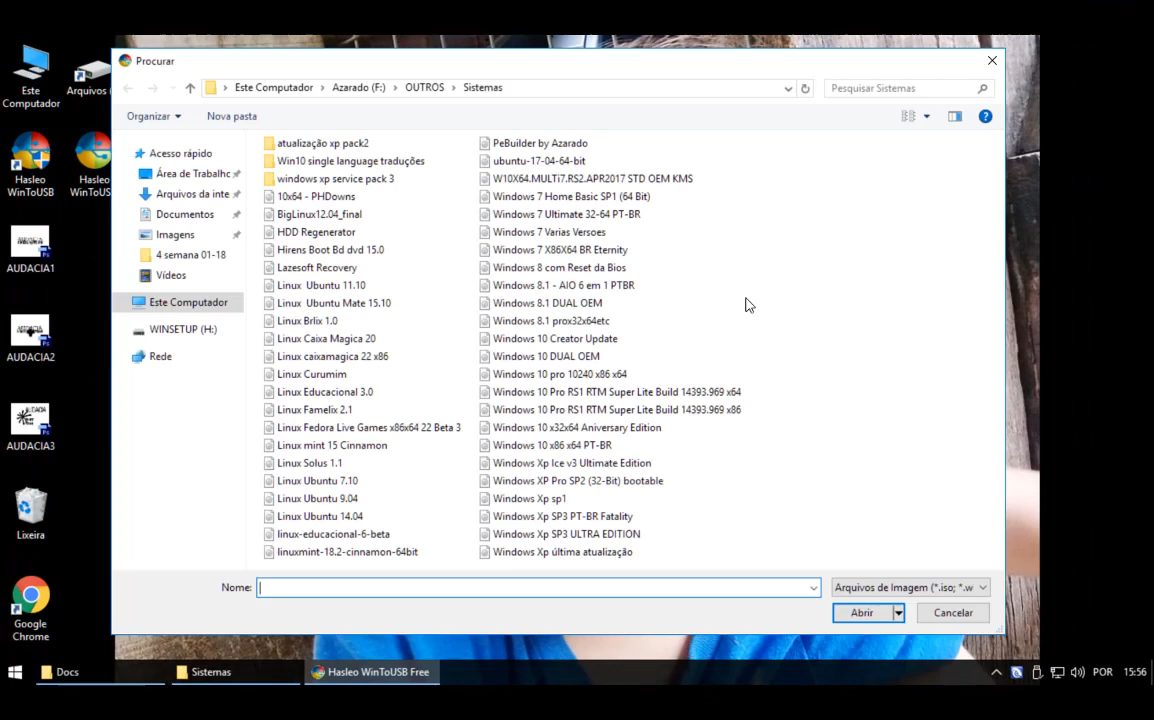 Este
Computador
Arquivos (
Hasleo
WinToUSB
Hasleo
WinToUS
AUDACIA1
AUDACIA2
AUDACIA3
Lixeira
Google
Chrome
Procurar
Este Computador
Azarado (F:)
OUTROS
Sistemas
Pesquisar Sistemas
Organizar
Nova pasta
Acesso rápido
Área de Trabalhc
Arquivos da inte
Documentos
Imagens
4 semana 01-18
Vídeos
Este Computador
WINSETUP (H:)
Rede
atualização xp pack2
Win10 single language traduções
windows xp service pack 3
10x64 - PHDowns
BigLinux12.04_final
HDD Regenerator
Hirens Boot Bd dvd 15.0
Lazesoft Recovery
Linux Ubuntu 11.10
Linux Ubuntu Mate 15.10
Linux Brlix 1.0
Linux Caixa Magica 20
Linux caixamagica 22 x86
Linux Curumim
Linux Educacional 3.0
Linux Famelix 2.1
Linux Fedora Live Games x86x64 22 Beta 3
Linux mint 15 Cinnamon
Linux Solus 1.1
Linux Ubuntu 7.10
Linux Ubuntu 9.04
Linux Ubuntu 14.04
linux-educacional-6-beta
linuxmint-18.2-cinnamon-64bit
PeBuilder by Azarado
ubuntu-17-04-64-bit
W10X64.MULTi7.RS2.APR2017 STD OEM KMS
Windows 7 Home Basic SP1 (64 Bit)
Windows 7 Ultimate 32-64 PT-BR
Windows 7 Varias Versoes
Windows 7 X86X64 BR Eternity
Windows 8 com Reset da Bios
Windows 8.1 - AIO 6 em 1 PTBR
Windows 8.1 DUAL OEM
Windows 8.1 prox32x64etc
Windows 10 Creator Update
Windows 10 DUAL OEM
Windows 10 pro 10240 x86 x64
Windows 10 Pro RS1 RTM Super Lite Build 14393.969 x64
Windows 10 Pro RS1 RTM Super Lite Build 14393.969 x86
Windows 10 x32x64 Aniversary Edition
Windows 10 x86 x64 PT-BR
Windows Xp Ice v3 Ultimate Edition
Windows XP Pro SP2 (32-Bit) bootable
Windows Xp sp1
Windows Xp SP3 PT-BR Fatality
Windows Xp SP3 ULTRA EDITION
Windows Xp última atualização
Nome:
Arquivos de Imagem (*.iso; *.w
Abrir
Cancelar
Docs
Sistemas
Hasleo WinToUSB Free
POR
15:56